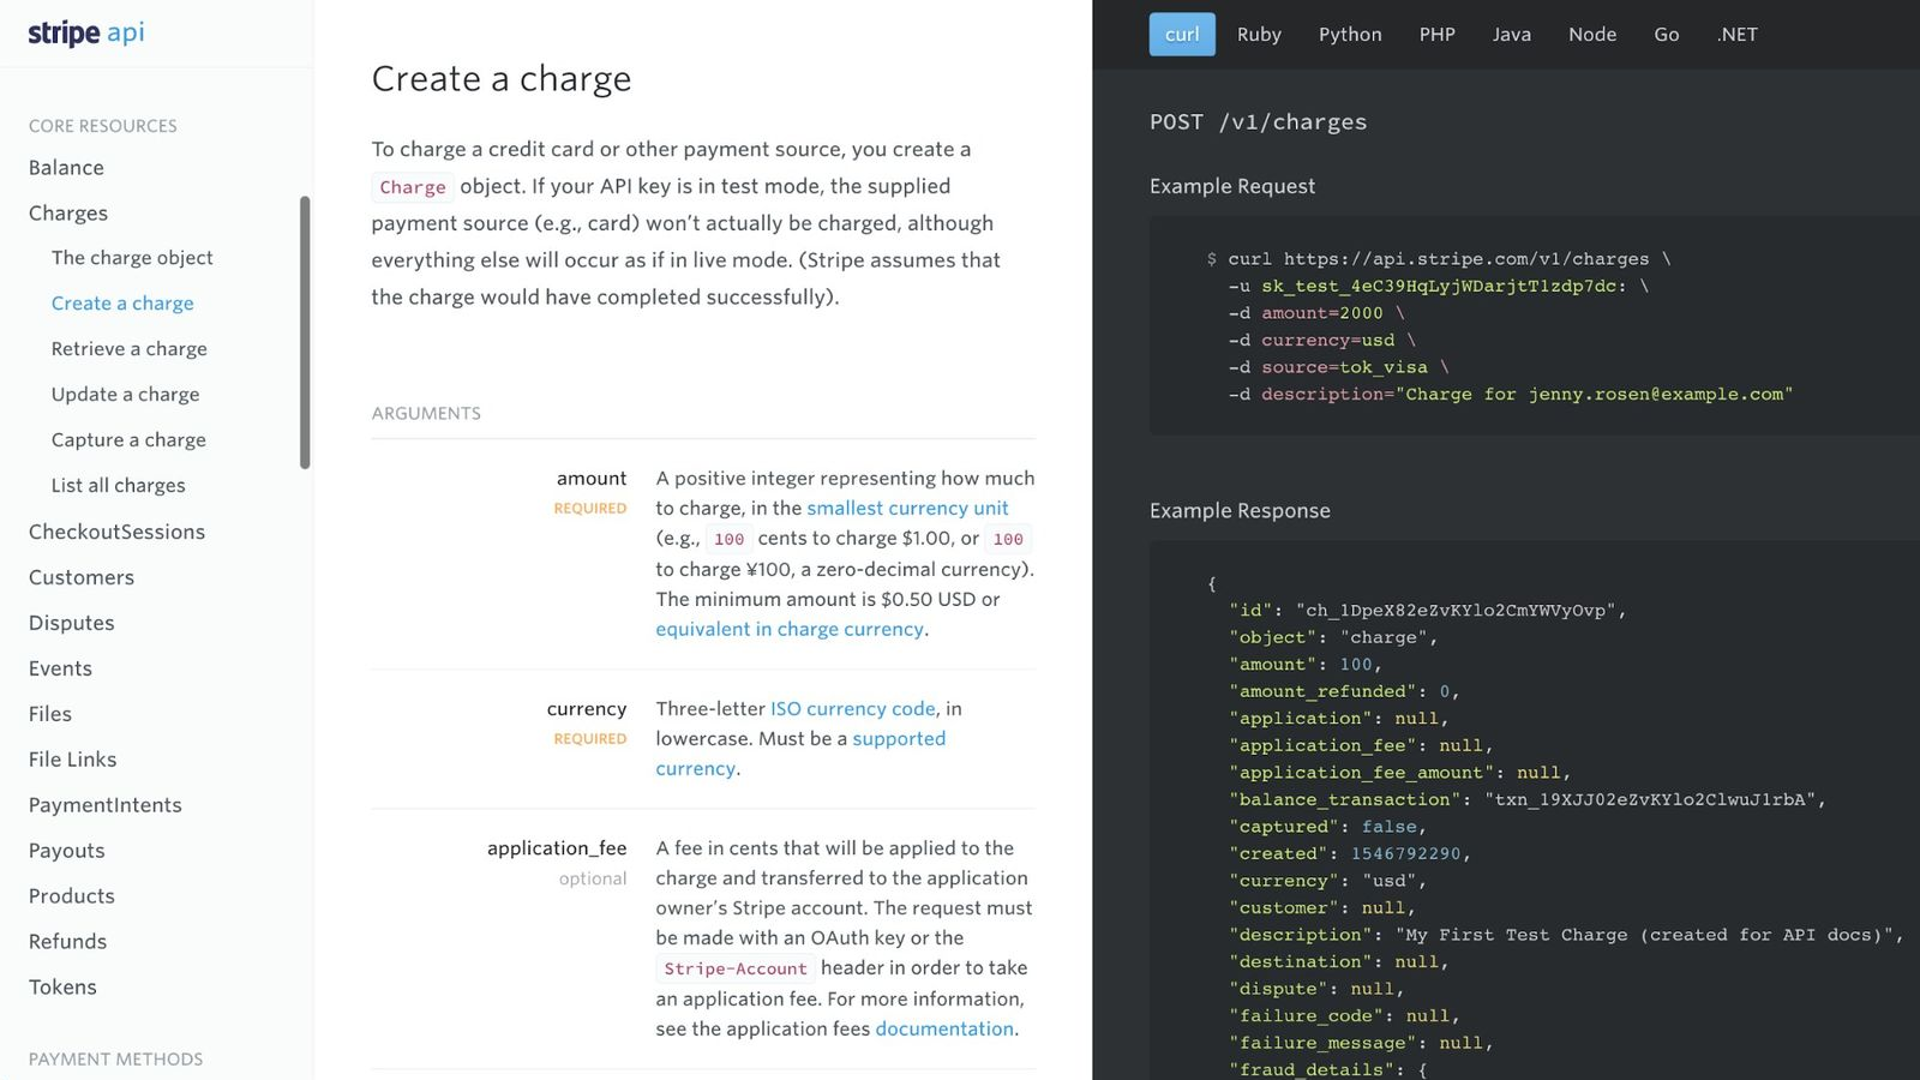 stripe api
CORE RESOURCES
Balance
Charges
The charge object
Create a charge
Retrieve a charge
Update a charge
Capture a charge
List all charges
CheckoutSessions
Customers
Disputes
Events
Files
File Links
PaymentIntents
Payouts
Products
Refunds
Tokens
PAYMENT METHODS
Create a charge
To charge a credit card or other payment source, you create a
Charge object. If your API key is in test mode, the supplied
payment source (e.g., card) won’t actually be charged, although
everything else will occur as if in live mode. (Stripe assumes that
the charge would have completed successfully).
ARGUMENTS
amount
REQUIRED
A positive integer representing how much
to charge, in the smallest currency unit
(e.g., 100 cents to charge $1.00, or 100
to charge ¥100, a zero-decimal currency).
The minimum amount is $0.50 USD or
equivalent in charge currency.
currency
REQUIRED
Three-letter ISO currency code, in
lowercase. Must be a supported
currency.
application_fee
optional
A fee in cents that will be applied to the
charge and transferred to the application
owner’s Stripe account. The request must
be made with an OAuth key or the
Stripe-Account header in order to take
an application fee. For more information,
see the application fees documentation.
curl Ruby Python PHP Java Node Go .NET
POST /v1/charges
Example Request
$ curl https://api.stripe.com/v1/charges \
-u sk_test_4eC39HqLyjWDarjtT1zdp7dc: \
-d amount=2000 \
-d currency=usd \
-d source=tok_visa \
-d description="Charge for jenny.rosen@example.com"
Example Response
{
"id": "ch_1DpeX82eZvKYlo2CmYWVyOvp",
"object": "charge",
"amount": 100,
"amount_refunded": 0,
"application": null,
"application_fee": null,
"application_fee_amount": null,
"balance_transaction": "txn_19XJJ02eZvKYlo2ClwuJ1rbA",
"captured": false,
"created": 1546792290,
"currency": "usd",
"customer": null,
"description": "My First Test Charge (created for API docs)",
"destination": null,
"dispute": null,
"failure_code": null,
"failure_message": null,
"fraud_details": {